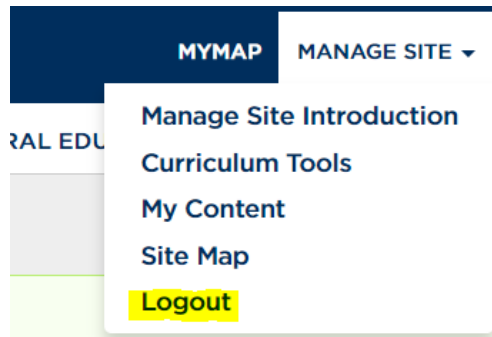 MYMAP MANAGE SITE
Manage Site Introduction
RAL EDU
Curriculum Tools
My Content
Site Map
Logout